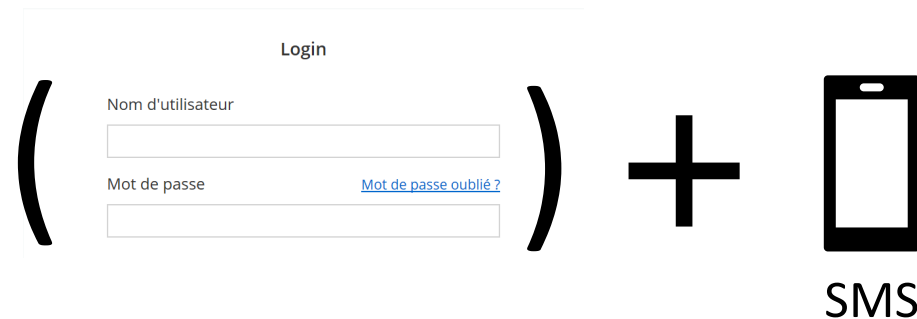 Login
Nom d'utilisateur
Mot de passe Mot de passe oublié ?
( ) +
SMS